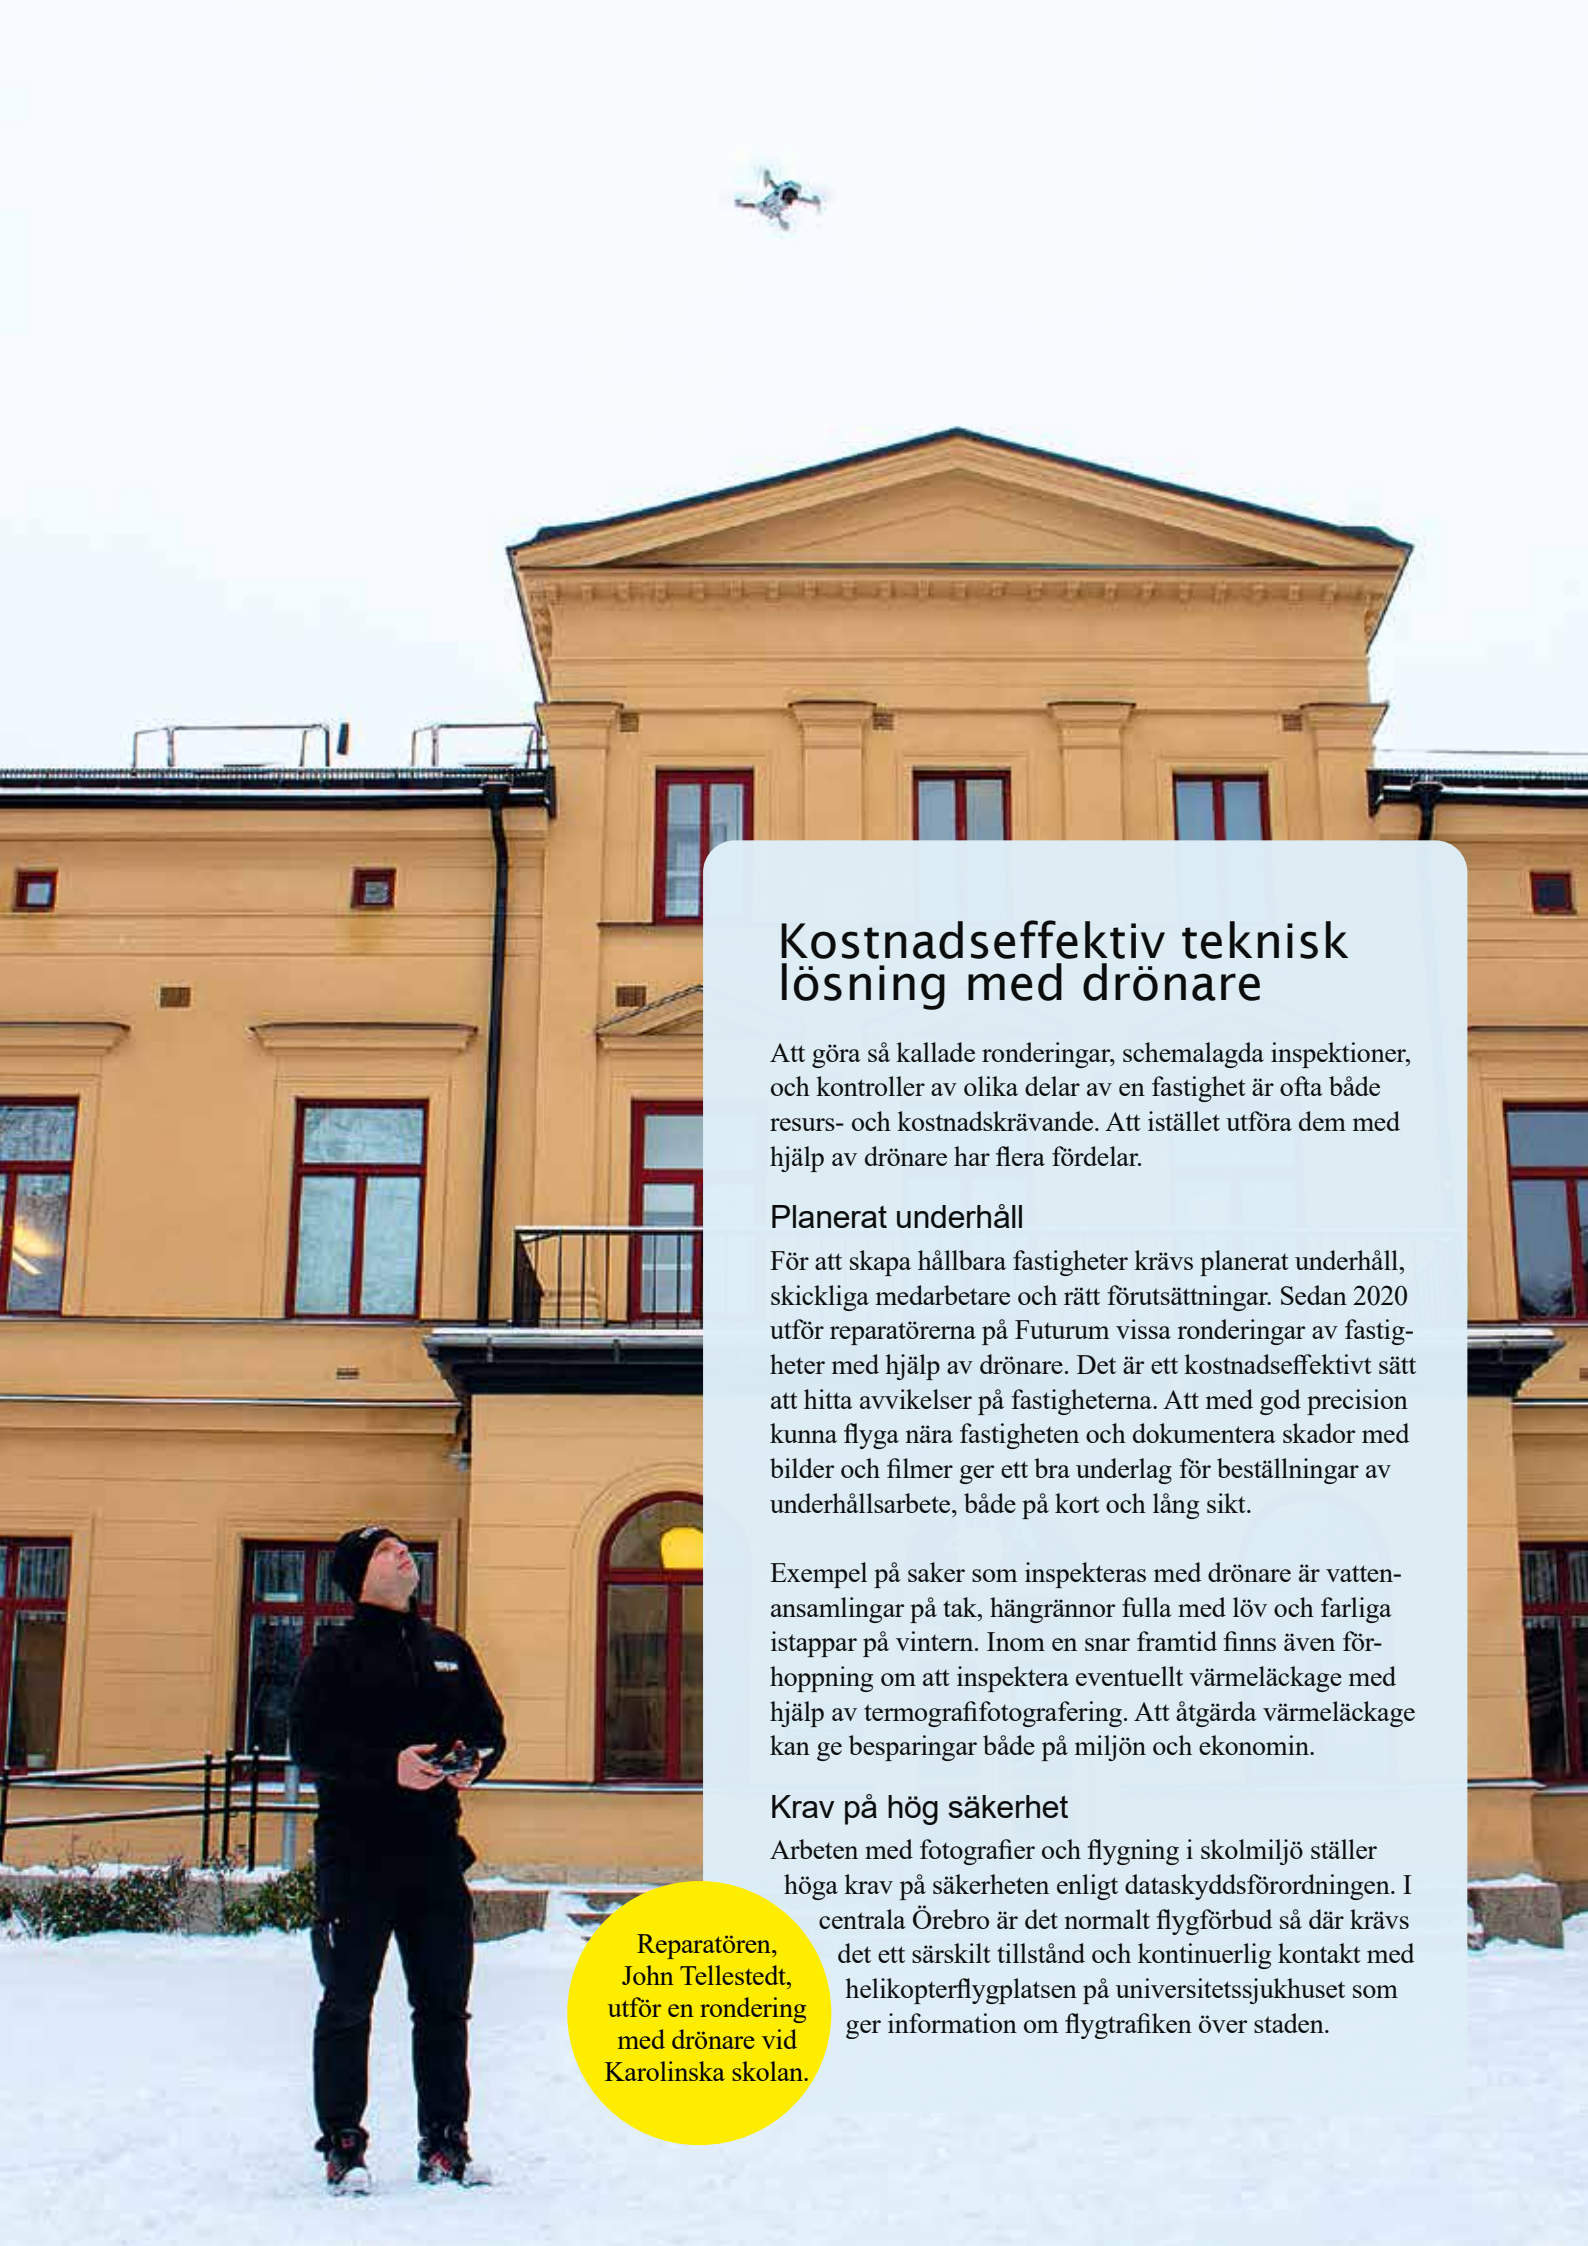 Kostnadseffektiv teknisk
lösning med drönare
Att göra så kallade ronderingar, schemalagda inspektioner,
och kontroller av olika delar av en fastighet är ofta både
resurs- och kostnadskrävande. Att istället utföra dem med
hjälp av drönare har flera fördelar.
Planerat underhåll
För att skapa hållbara fastigheter krävs planerat underhåll,
skickliga medarbetare och rätt förutsättningar. Sedan 2020
utför reparatörerna på Futurum vissa ronderingar av fastig-
heter med hjälp av drönare. Det är ett kostnadseffektivt sätt
att hitta avvikelser på fastigheterna. Att med god precision
kunna flyga nära fastigheten och dokumentera skador med
bilder och filmer ger ett bra underlag för beställningar av
underhållsarbete, både på kort och lång sikt.
Exempel på saker som inspekteras med drönare är vatten-
ansamlingar på tak, hängrännor fulla med löv och farliga
istappar på vintern. Inom en snar framtid finns även för-
hoppning om att inspektera eventuellt värmeläckage med
hjälp av termografifotografering. Att åtgärda värmeläckage
kan ge besparingar både på miljön och ekonomin.
Krav på hög säkerhet
Arbeten med fotografier och flygning i skolmiljö ställer
höga krav på säkerheten enligt dataskyddsförordningen. I
centrala Örebro är det normalt flygförbud så där krävs
det ett särskilt tillstånd och kontinuerlig kontakt med
helikopterflygplatsen på universitetssjukhuset som
ger information om flygtrafiken över staden.
Reparatören,
John Tellestedt,
utför en rondering
med drönare vid
Karolinska skolan.